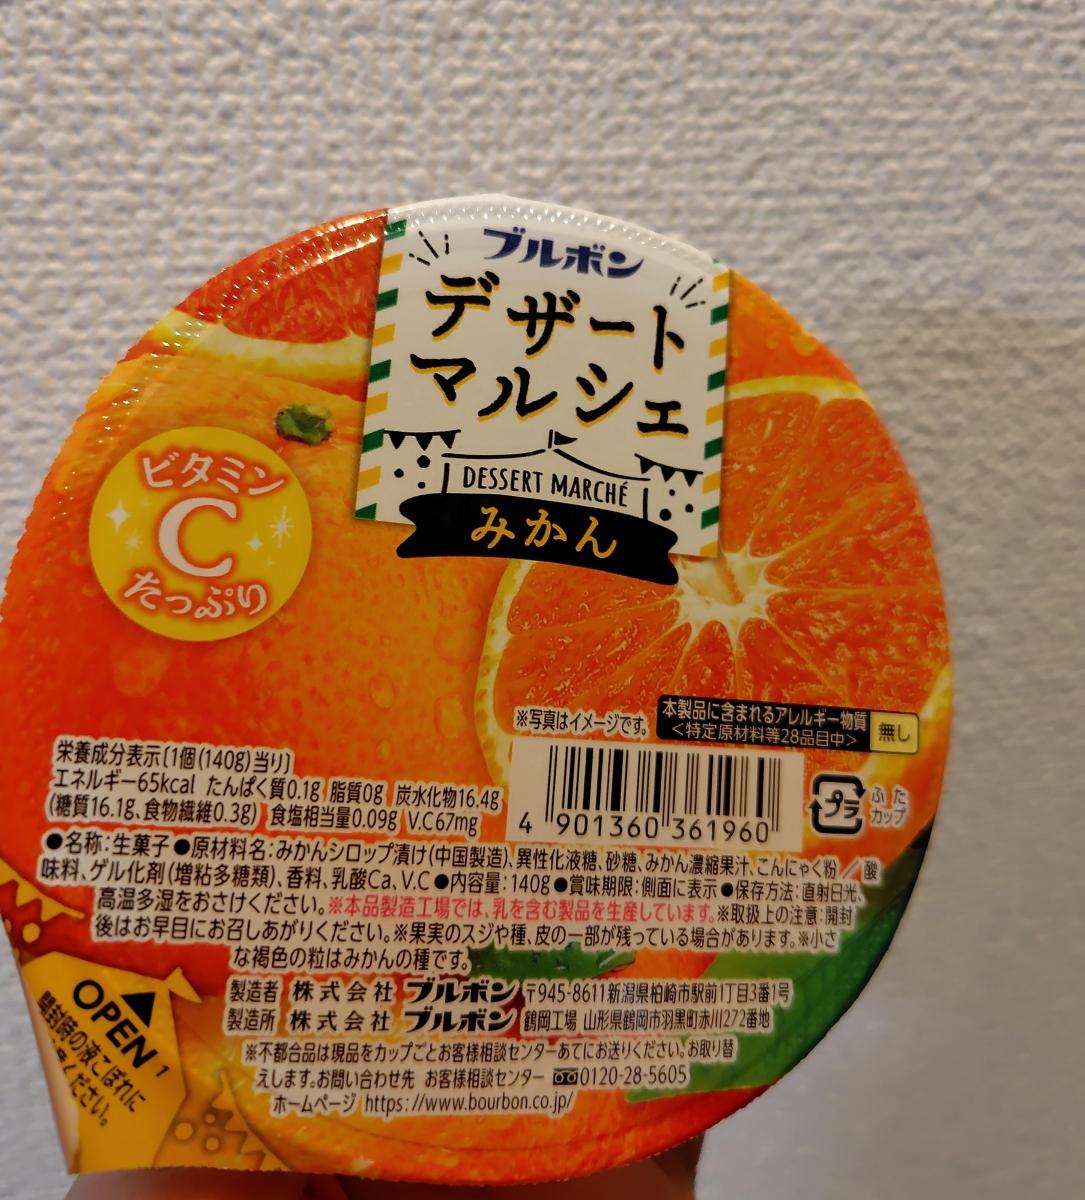 ブルボン
デザート
マルシェ
DESSERT MARCHÉ
みかん
ビタミン
C
たっぷり
※写真はイメージです。
本製品に含まれるアレルギー物質
<特定原材料等28品目中>
無し
栄養成分表示〔1個(140g)当り〕
エネルギー65kcal たんぱく質0.1g 脂質0g 炭水化物16.4g
(糖質16.1g、食物繊維0.3g) 食塩相当量0.09g V.C67mg
4 901360 361960
プラ
ふた
カップ
●名称:生菓子●原材料名:みかんシロップ漬け(中国製造)、異性化液糖、砂糖、みかん濃縮果汁、こんにゃく粉／酸
味料、ゲル化剤(増粘多糖類)、香料、乳酸Ca、V.C●内容量:140g●賞味期限:側面に表示●保存方法:直射日光、
高温多湿をおさけください。※本品製造工場では、乳を含む製品を生産しています。※取扱上の注意:開封
後はお早目にお召しあがりください。※果実のスジや種、皮の一部が残っている場合があります。※小さ
な褐色の粒はみかんの種です。
製造者 株式会社 ブルボン 〒945-8611新潟県柏崎市駅前1丁目3番1号
製造所 株式会社 ブルボン 鶴岡工場 山形県鶴岡市羽黒町赤川272番地
※不都合品は現品をカップごとお客様相談センターあてにお送りください。お取り替
えします。お問い合わせ先 お客様相談センター 0120-28-5605
ホームページ https://www.bourbon.co.jp/
OPEN 1
開封時の液こぼれに
ください。